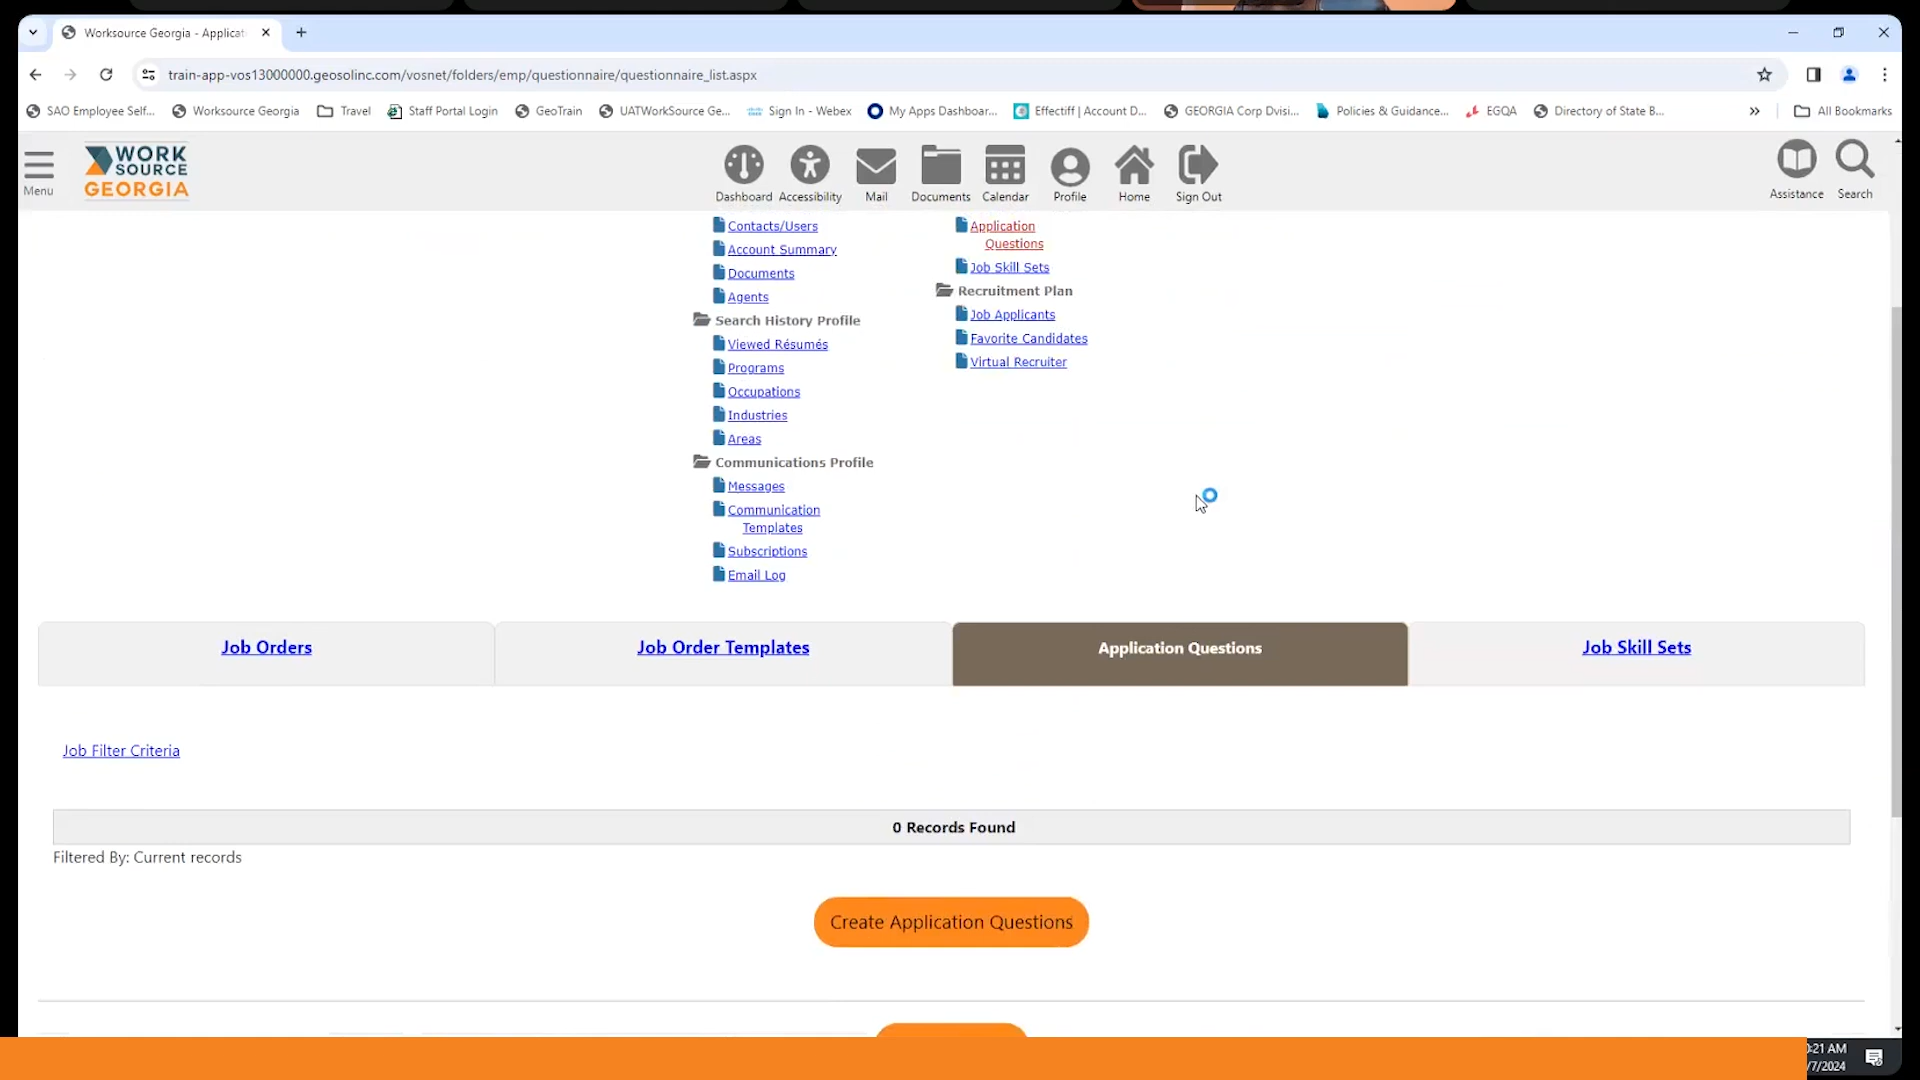 Worksource Georgia - Applicat
train-app-vos13000000.geosolinc.com/vosnet/folders/emp/questionnaire/questionnaire_list.aspx
SAO Employee Self...
Worksource Georgia
Travel
Staff Portal Login
GeoTrain
UATWorkSource Ge...
Sign In - Webex
My Apps Dashboar...
Effectiff | Account D...
GEORGIA Corp Dvisi...
Policies & Guidance...
EGQA
Directory of State B...
All Bookmarks
Menu
WORK
SOURCE
GEORGIA
Dashboard
Accessibility
Mail
Documents
Calendar
Profile
Home
Sign Out
Assistance
Search
Contacts/Users
Account Summary
Documents
Agents
Search History Profile
Viewed Résumés
Programs
Occupations
Industries
Areas
Communications Profile
Messages
Communication
Templates
Subscriptions
Email Log
Application
Questions
Job Skill Sets
Recruitment Plan
Job Applicants
Favorite Candidates
Virtual Recruiter
Job Orders
Job Order Templates
Application Questions
Job Skill Sets
Job Filter Criteria
0 Records Found
Filtered By: Current records
Create Application Questions
:21 AM
/7/2024